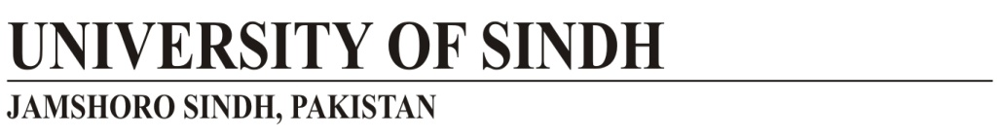 UNIVERSITY OF SINDH
JAMSHORO SINDH, PAKISTAN